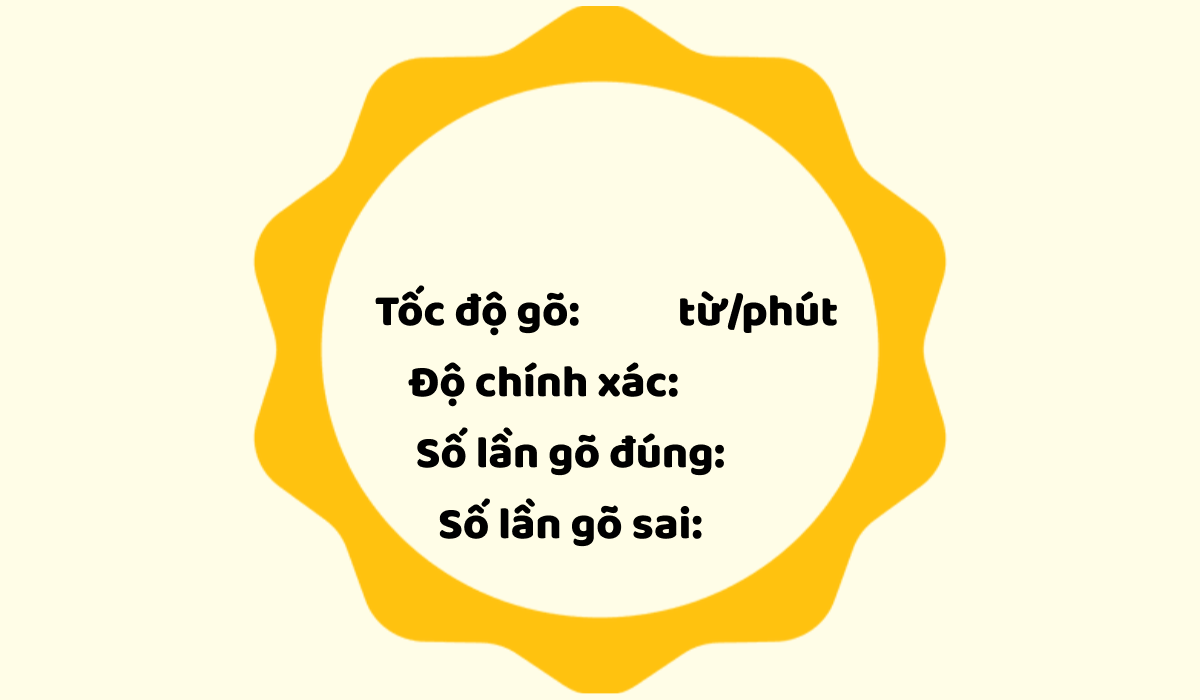 Tốc độ gõ: từ/phút
Độ chính xác:
Số lần gõ đúng:
Số lần gõ sai: